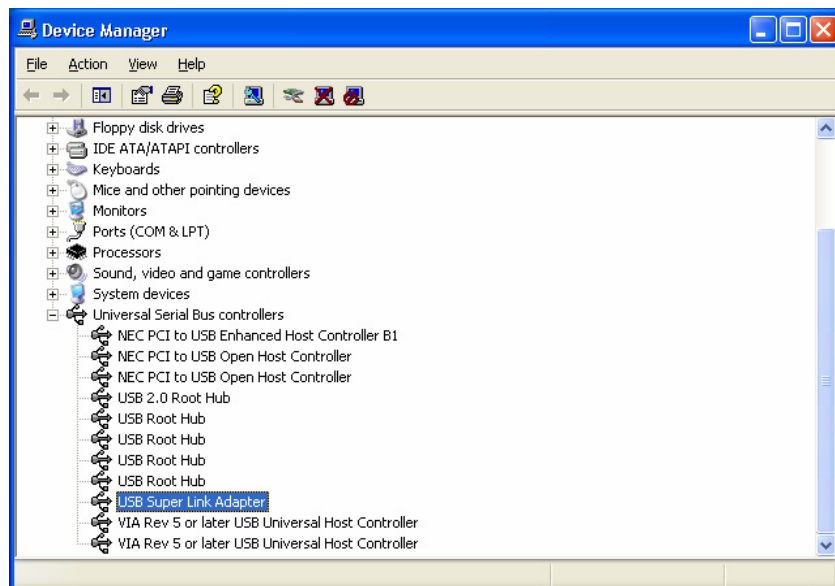 Device Manager
File Action View Help
Floppy disk drives
IDE ATA/ATAPI controllers
Keyboards
Mice and other pointing devices
Monitors
Ports (COM & LPT)
Processors
Sound, video and game controllers
System devices
Universal Serial Bus controllers
NEC PCI to USB Enhanced Host Controller B1
NEC PCI to USB Open Host Controller
NEC PCI to USB Open Host Controller
USB 2.0 Root Hub
USB Root Hub
USB Root Hub
USB Root Hub
USB Root Hub
USB Super Link Adapter
VIA Rev 5 or later USB Universal Host Controller
VIA Rev 5 or later USB Universal Host Controller